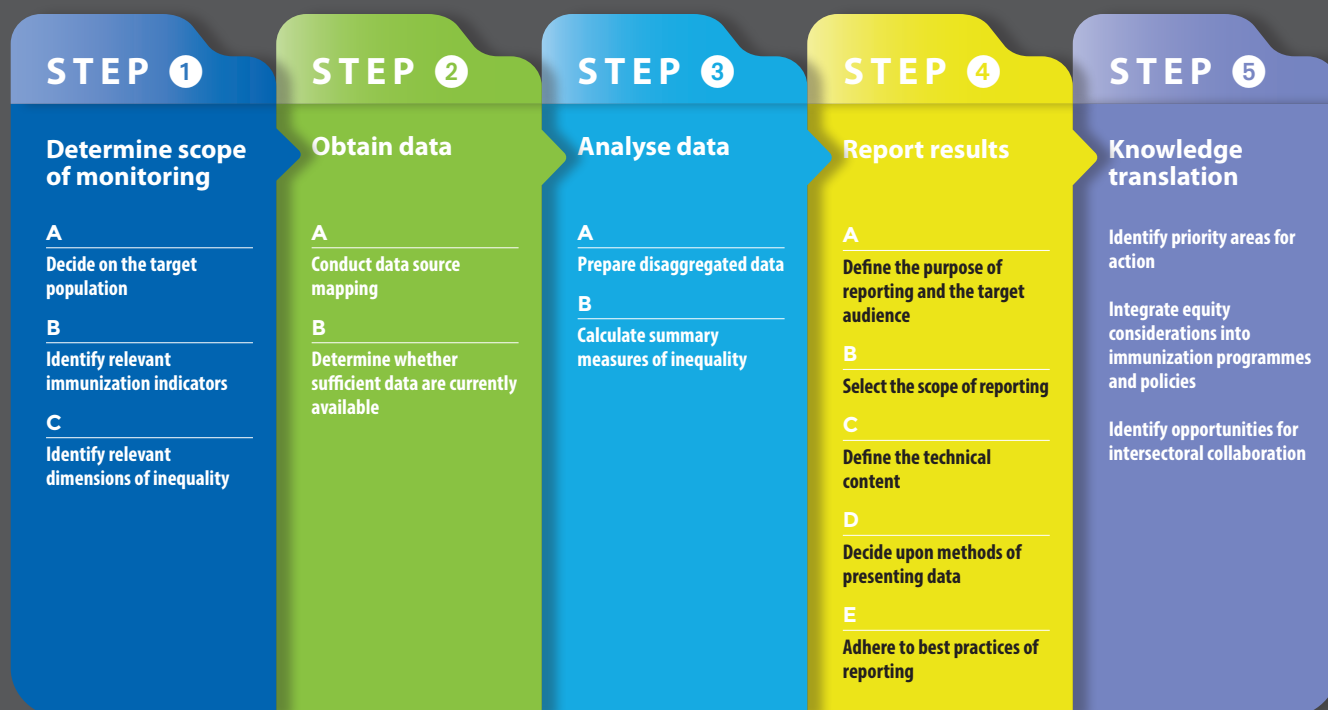 STEP 1
Determine scope
of monitoring
A
Decide on the target
population
B
Identify relevant
immunization indicators
C
Identify relevant
dimensions of inequality
STEP 2
Obtain data
A
Conduct data source
mapping
B
Determine whether
sufficient data are currently
available
STEP 3
Analyse data
A
Prepare disaggregated data
B
Calculate summary
measures of inequality
STEP 4
Report results
A
Define the purpose of
reporting and the target
audience
B
Select the scope of reporting
C
Define the technical
content
D
Decide upon methods of
presenting data
E
Adhere to best practices of
reporting
STEP 5
Knowledge
translation
Identify priority areas for
action
Integrate equity
considerations into
immunization programmes
and policies
Identify opportunities for
intersectoral collaboration